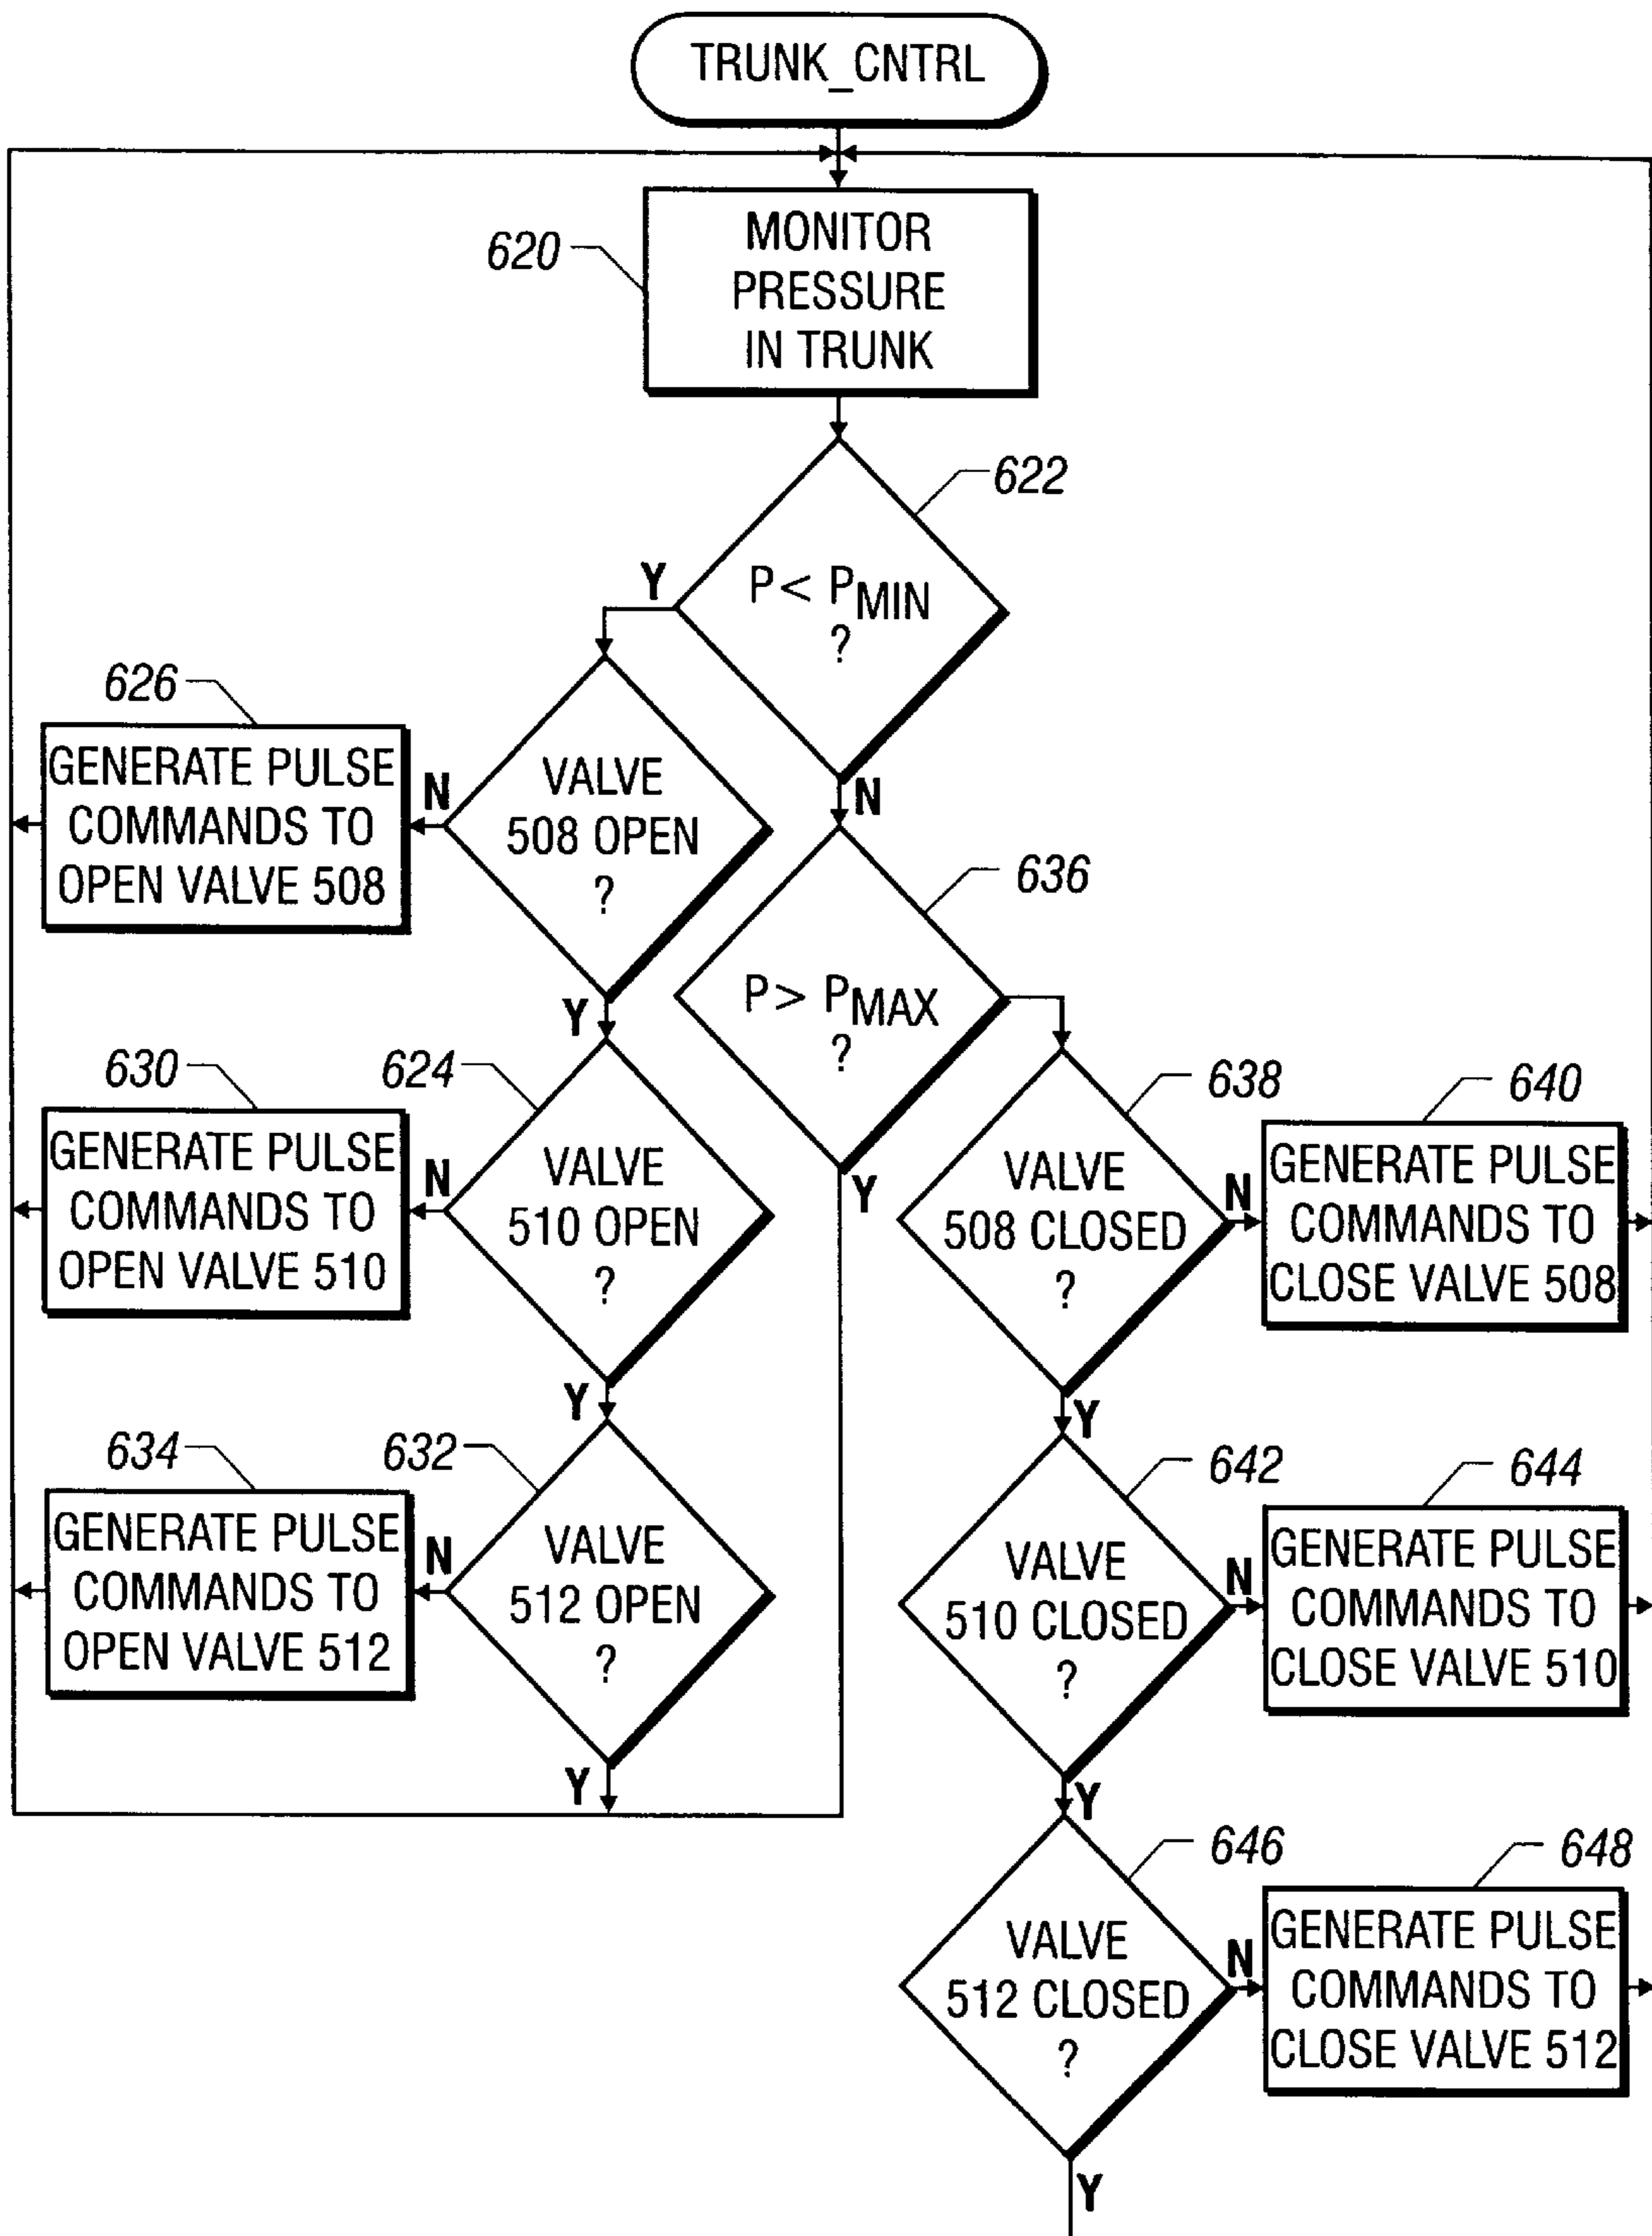 TRUNK_CNTRL
620
MONITOR
PRESSURE
IN TRUNK
622
P< PMIN
?
Y
N
626
GENERATE PULSE
COMMANDS TO
OPEN VALVE 508
N
VALVE
508 OPEN
?
Y
636
P> PMAX
?
Y
630
GENERATE PULSE
COMMANDS TO
OPEN VALVE 510
624
N
VALVE
510 OPEN
?
Y
638
VALVE
508 CLOSED
?
N
Y
640
GENERATE PULSE
COMMANDS TO
CLOSE VALVE 508
634
GENERATE PULSE
COMMANDS TO
OPEN VALVE 512
632
N
VALVE
512 OPEN
?
Y
642
VALVE
510 CLOSED
?
N
Y
644
GENERATE PULSE
COMMANDS TO
CLOSE VALVE 510
646
VALVE
512 CLOSED
?
N
Y
648
GENERATE PULSE
COMMANDS TO
CLOSE VALVE 512